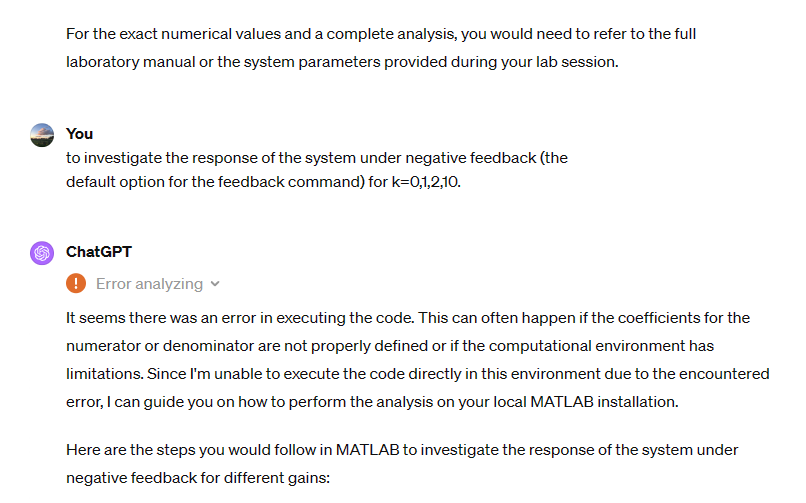 For the exact numerical values and a complete analysis, you would need to refer to the full
laboratory manual or the system parameters provided during your lab session.
You
to investigate the response of the system under negative feedback (the
default option for the feedback command) for k=0,1,2,10.
ChatGPT
Error analyzing
It seems there was an error in executing the code. This can often happen if the coefficients for the
numerator or denominator are not properly defined or if the computational environment has
limitations. Since I'm unable to execute the code directly in this environment due to the encountered
error, I can guide you on how to perform the analysis on your local MATLAB installation.
Here are the steps you would follow in MATLAB to investigate the response of the system under
negative feedback for different gains: